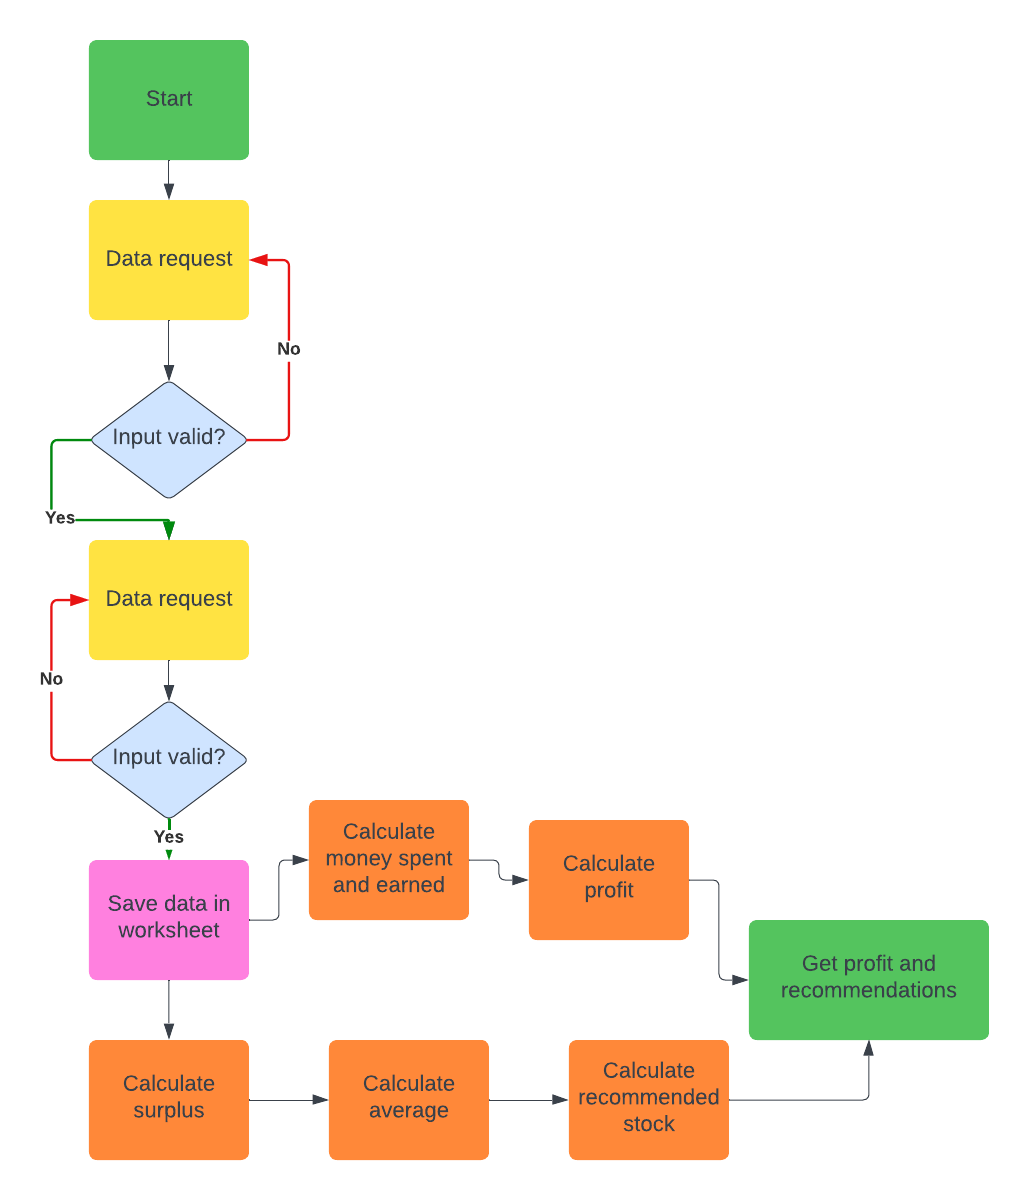 Start
Data request
No
Input valid?
Yes
Data request
No
Input valid?
Yes
Save data in
worksheet
Calculate
money spent
and earned
Calculate
profit
Get profit and
recommendations
Calculate
surplus
Calculate
average
Calculate
recommended
stock